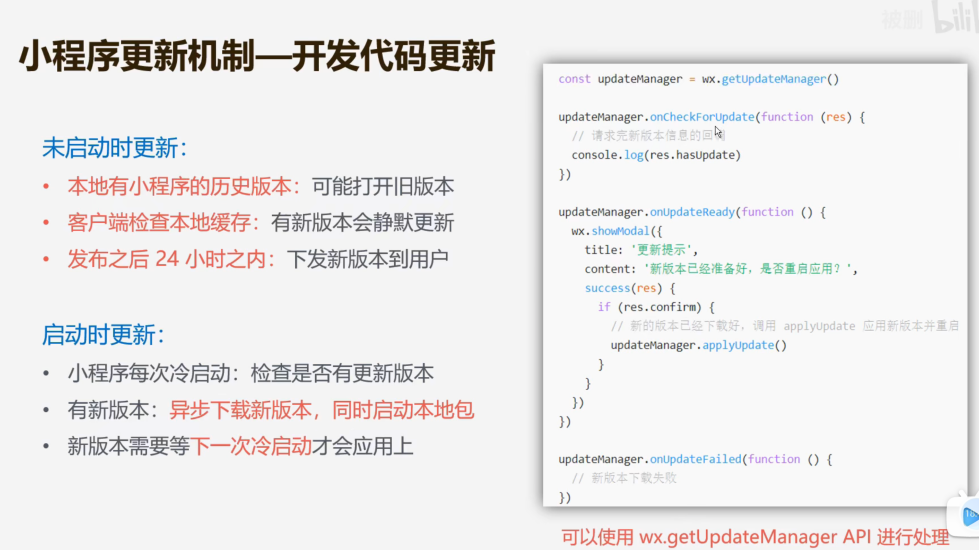 被删 bili
小程序更新机制—开发代码更新
未启动时更新：
• 本地有小程序的历史版本：可能打开旧版本
• 客户端检查本地缓存：有新版本会静默更新
• 发布之后 24 小时之内：下发新版本到用户
启动时更新：
• 小程序每次冷启动：检查是否有更新版本
• 有新版本：异步下载新版本，同时启动本地包
• 新版本需要等下一次冷启动才会应用上
const updateManager = wx.getUpdateManager()
updateManager.onCheckForUpdate(function (res) {
// 请求完新版本信息的回调
console.log(res.hasUpdate)
})
updateManager.onUpdateReady(function () {
wx.showModal({
title: '更新提示',
content: '新版本已经准备好，是否重启应用？',
success(res) {
if (res.confirm) {
// 新的版本已经下载好，调用 applyUpdate 应用新版本并重启
updateManager.applyUpdate()
}
}
})
})
updateManager.onUpdateFailed(function () {
// 新版本下载失败
})
可以使用 wx.getUpdateManager API 进行处理